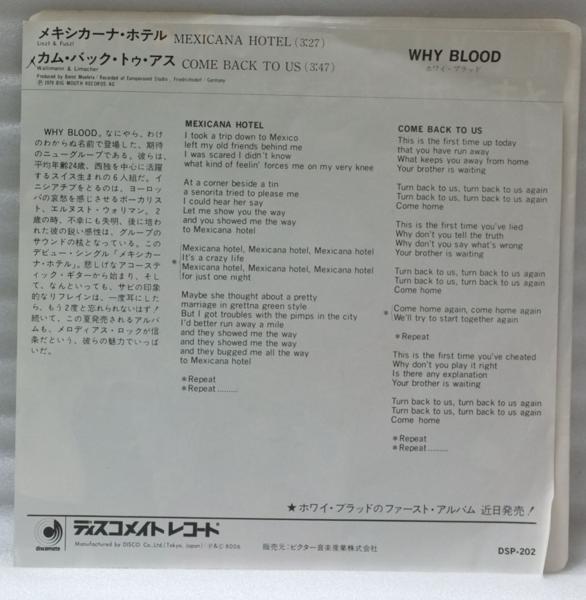 メキシカーナ・ホテル MEXICANA HOTEL (3:27)
Liszt & Fuszl
カム・バック・トゥ・アス COME BACK TO US (3:47)
Waltimann & Limacher
Produced by Benni Moehrle / Recorded at Europasound Studio,
Ⓟ 1979 BIG MOUTH RECORDS AG
WHY BLOOD
ホワイ・ブラッド
WHY BLOOD。なにやら、わけ
のわからぬ名前で登場した、期待
のニューグループである。彼らは、
平均年齢24歳、西独を中心に活躍
するスイス生まれの6人組だ。イ
ニシアチブをとるのは、ヨーロッ
パの哀愁を感じさせるボーカリス
ト、エルヌスト・ウォリマン。2
歳の時、不幸にも失明、後に培わ
れた彼の鋭い感性は、グループの
サウンドの核となっている。この
デビュー・シングル「メキシカー
ナ・ホテル」。悲しげなアコーステ
ィック・ギターから始まり、そし
て、なんといっても、サビの印象
的なリフレインは、一度耳にした
ら、もう2度と忘れられないはず!
続いて、この夏発売されるアルバ
ムも、メロディアス・ロックが信
条だという、彼らの魅力でいっぱ
いだ。
MEXICANA HOTEL
I took a trip down to Mexico
left my old friends behind me
I was scared I didn't know
what kind of feelin' forces me on my very knee
At a corner beside a tin
a senorita tried to please me
I could hear her say
Let me show you the way
and you showed me the way
to Mexicana hotel
Mexicana hotel, Mexicana hotel, Mexicana hotel
* It's a crazy life
Mexicana hotel, Mexicana hotel, Mexicana hotel
for just one night
Maybe she thought about a pretty
marriage in grettna green style
But I got troubles with the pimps in the city
I'd better run away a mile
and they showed me the way
and they showed me the way
and they bugged me all the way
to Mexicana hotel
* Repeat
* Repeat.........
COME BACK TO US
This is the first time up today
that you have run away
What keeps you away from home
Your brother is waiting
Turn back to us, turn back to us again
Turn back to us, turn back to us again
Come home
This is the first time you've lied
Why don't you tell the truth
Why don't you say what's wrong
Your brother is waiting
Turn back to us, turn back to us again
Turn back to us, turn back to us again
Come home
* Come home again, come home again
We'll try to start together again
* Repeat
This is the first time you've cheated
Why don't you play it right
Is there any explanation
Your brother is waiting
Turn back to us, turn back to us again
Turn back to us, turn back to us again
Come home
* Repeat
* Repeat.........
★ホワイ・ブラッドのファースト・アルバム 近日発売!
discomate
ディスコメイト レコード
Manufactured by DISCO Co.,Ltd.(Tokyo, Japan) Ⓟ&C 8006
販売元:ビクター音楽産業株式会社
DSP-202